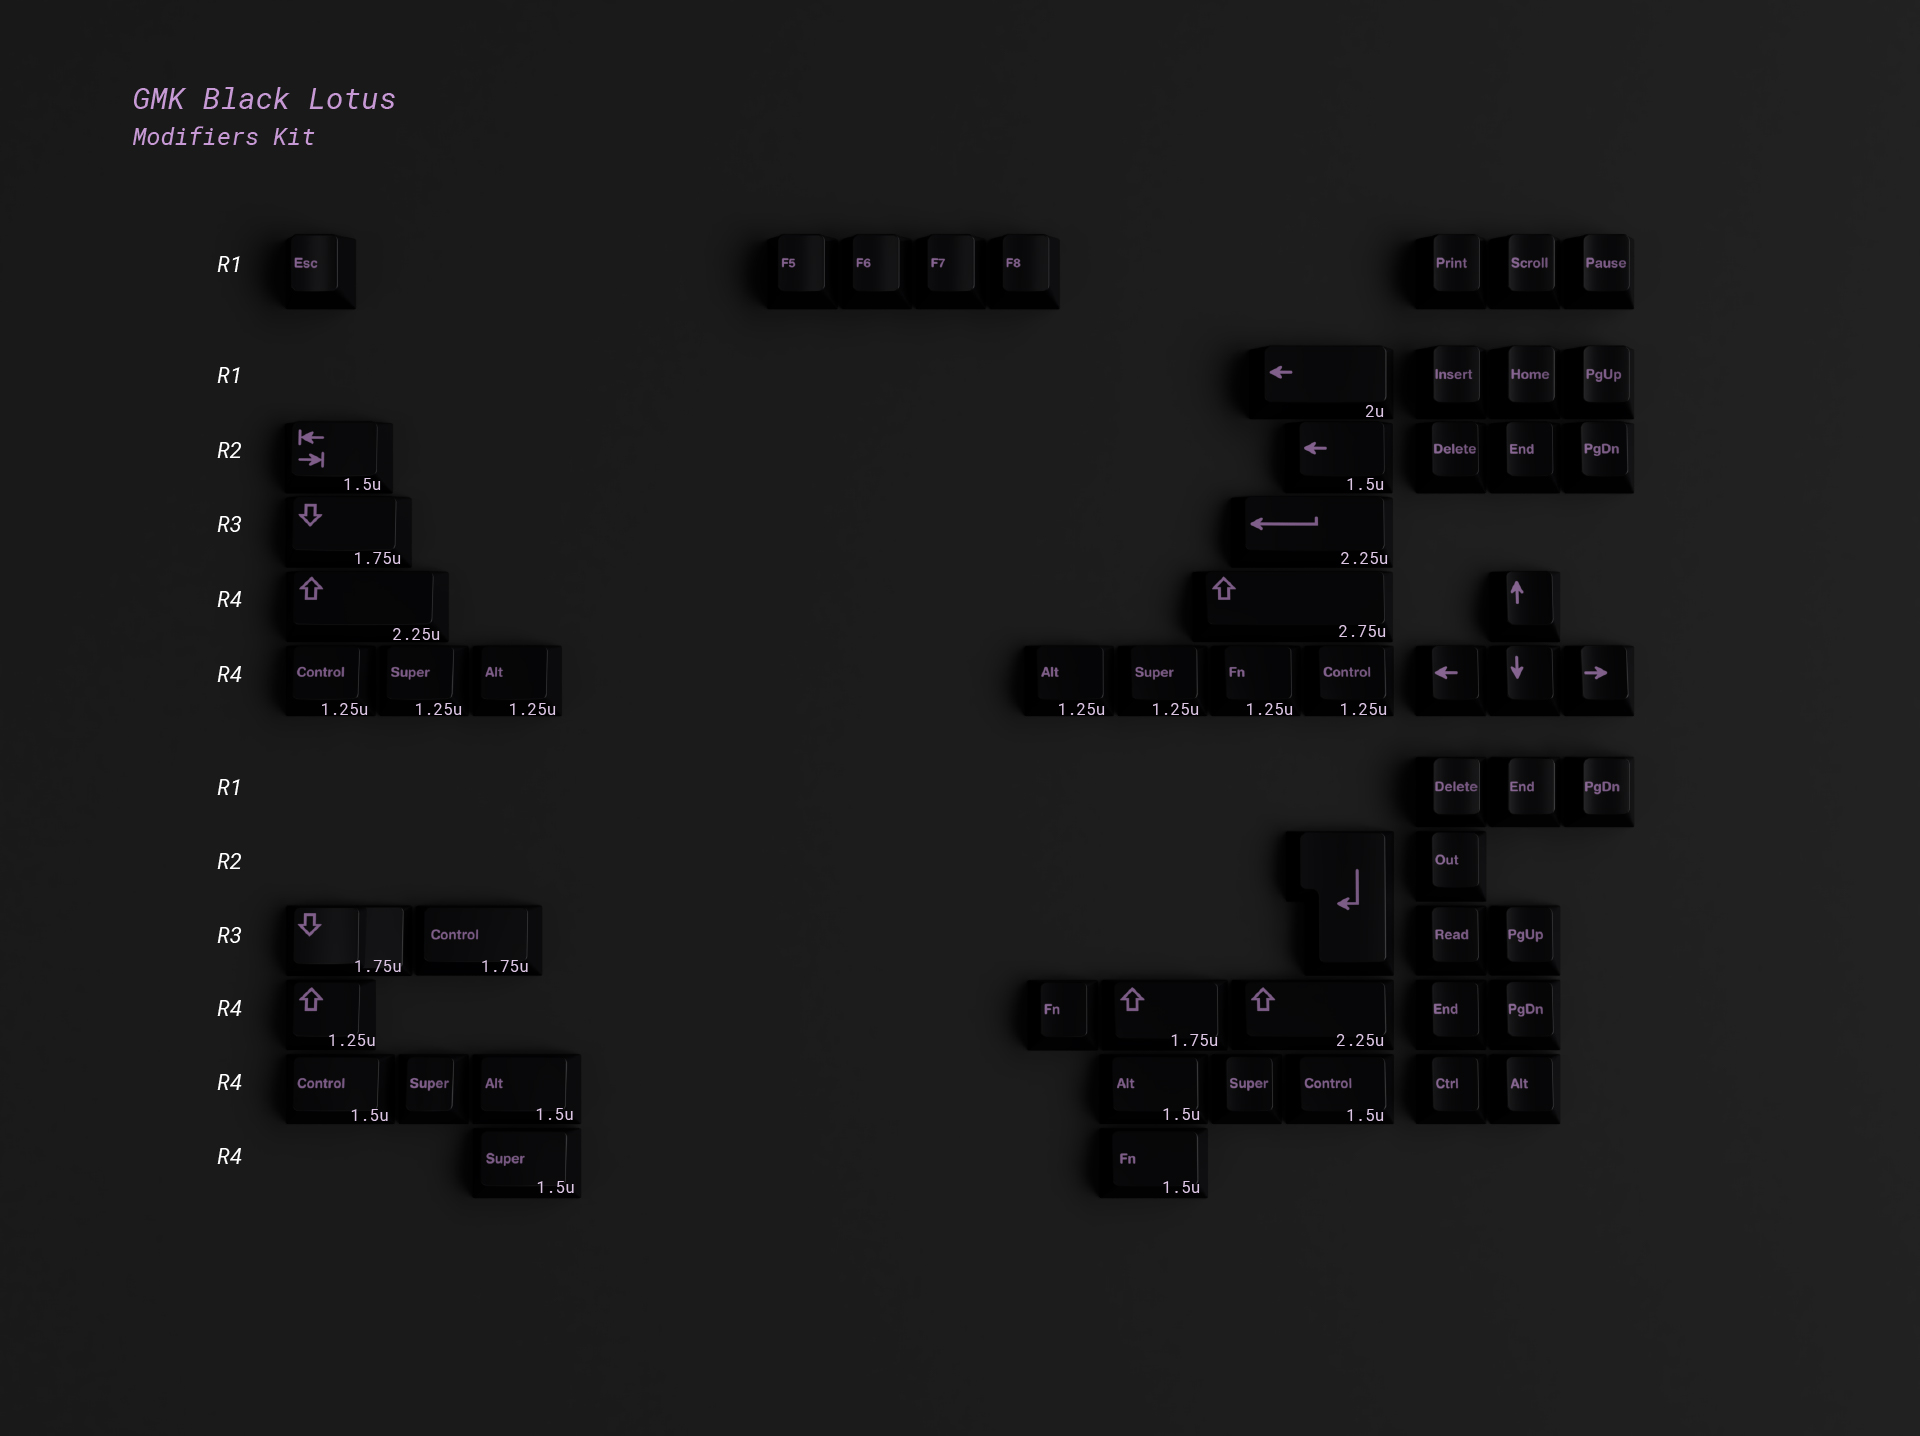 GMK Black Lotus
Modifiers Kit
R1 Esc F5 F6 F7 F8 Print Scroll Pause
R1 2u Insert Home PgUp
R2 1.5u 1.5u Delete End PgDn
R3 1.75u 2.25u
R4 2.25u 2.75u
R4 Control 1.25u Super 1.25u Alt 1.25u Alt 1.25u Super 1.25u Fn 1.25u Control 1.25u
R1 Delete End PgDn
R2 Out
R3 1.75u Control 1.75u Read PgUp
R4 1.25u Fn 1.75u 2.25u End PgDn
R4 Control 1.5u Super Alt 1.5u Alt 1.5u Super Control 1.5u Ctrl Alt
R4 Super 1.5u Fn 1.5u